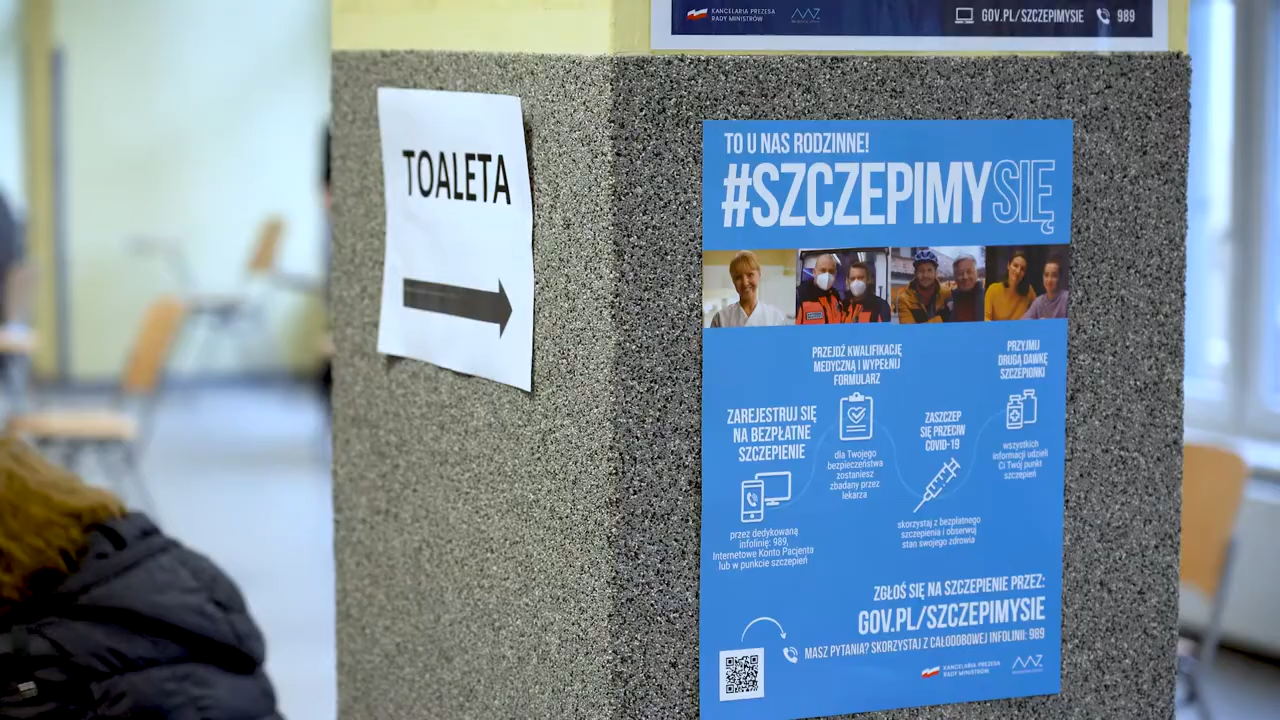 KANCELARIA PREZESA
RADY MINISTRÓW
GOV.PL/SZCZEPIMYSIE
989
TOALETA
TO U NAS RODZINNE!
#SZCZEPIMYSIĘ
PRZEJDŹ KWALIFIKACJĘ
MEDYCZNĄ I WYPEŁNIJ
FORMULARZ
PRZYJMIJ
DRUGĄ DAWKĘ
SZCZEPIONKI
ZAREJESTRUJ SIĘ
NA BEZPŁATNE
SZCZEPIENIE
ZASZCZEP
SIĘ PRZECIW
COVID-19
dla Twojego
bezpieczeństwa
zostaniesz
zbadany przez
lekarza
wszystkich
informacji udzieli
Ci Twój punkt
szczepień
przez dedykowaną
infolinię: 989,
Internetowe Konto Pacjenta
lub w punkcie szczepień
skorzystaj z bezpłatnego
szczepienia i obserwuj
stan swojego zdrowia
ZGŁOŚ SIĘ NA SZCZEPIENIE PRZEZ:
GOV.PL/SZCZEPIMYSIE
MASZ PYTANIA? SKORZYSTAJ Z CAŁODOBOWEJ INFOLINII: 989
KANCELARIA PREZESA
RADY MINISTRÓW